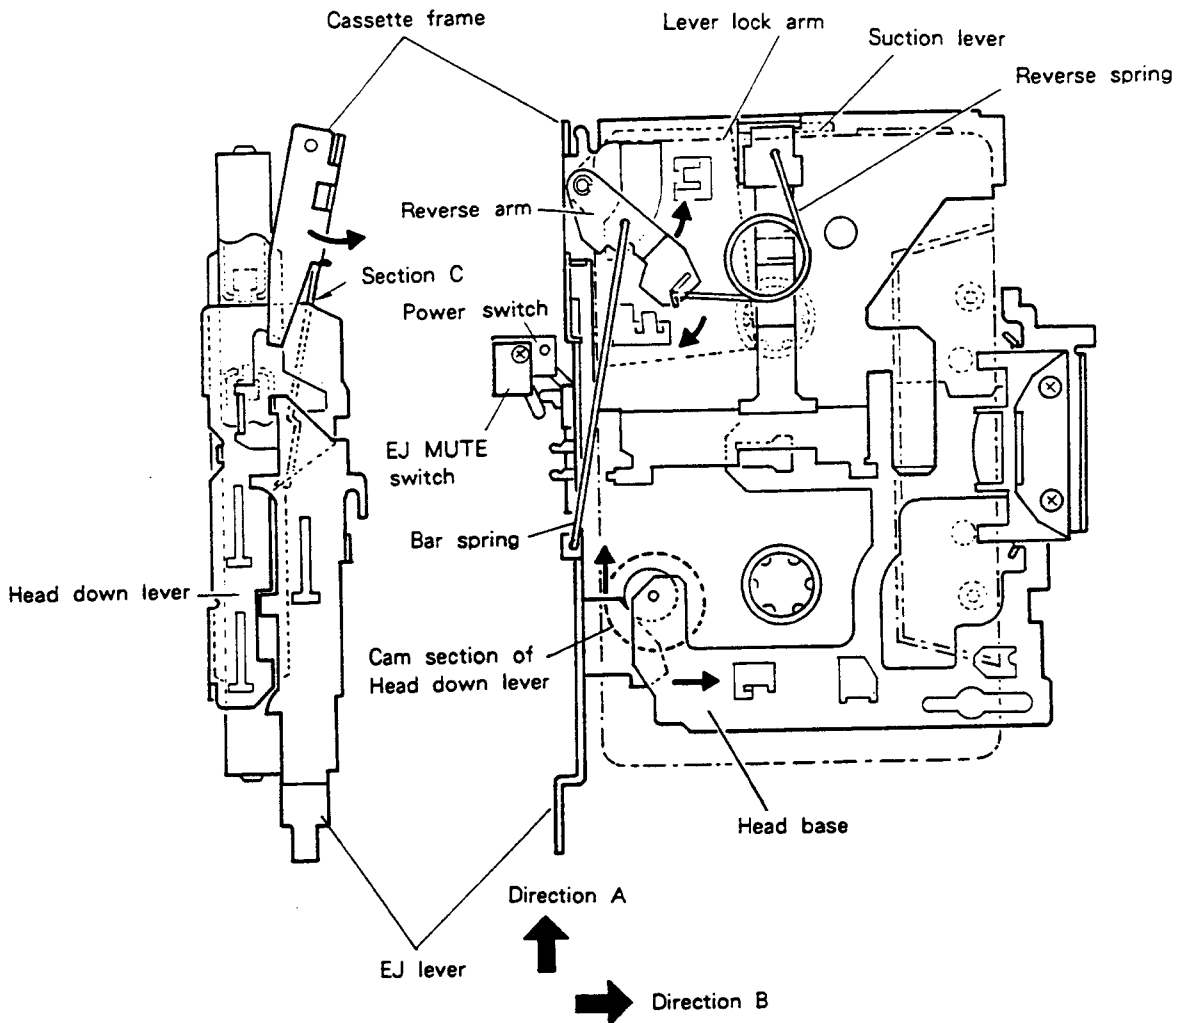 Cassette frame
Lever lock arm
Suction lever
Reverse spring
Reverse arm
Section C
Power switch
EJ MUTE
switch
Bar spring
Head down lever
Cam section of
Head down lever
Head base
Direction A
EJ lever
Direction B